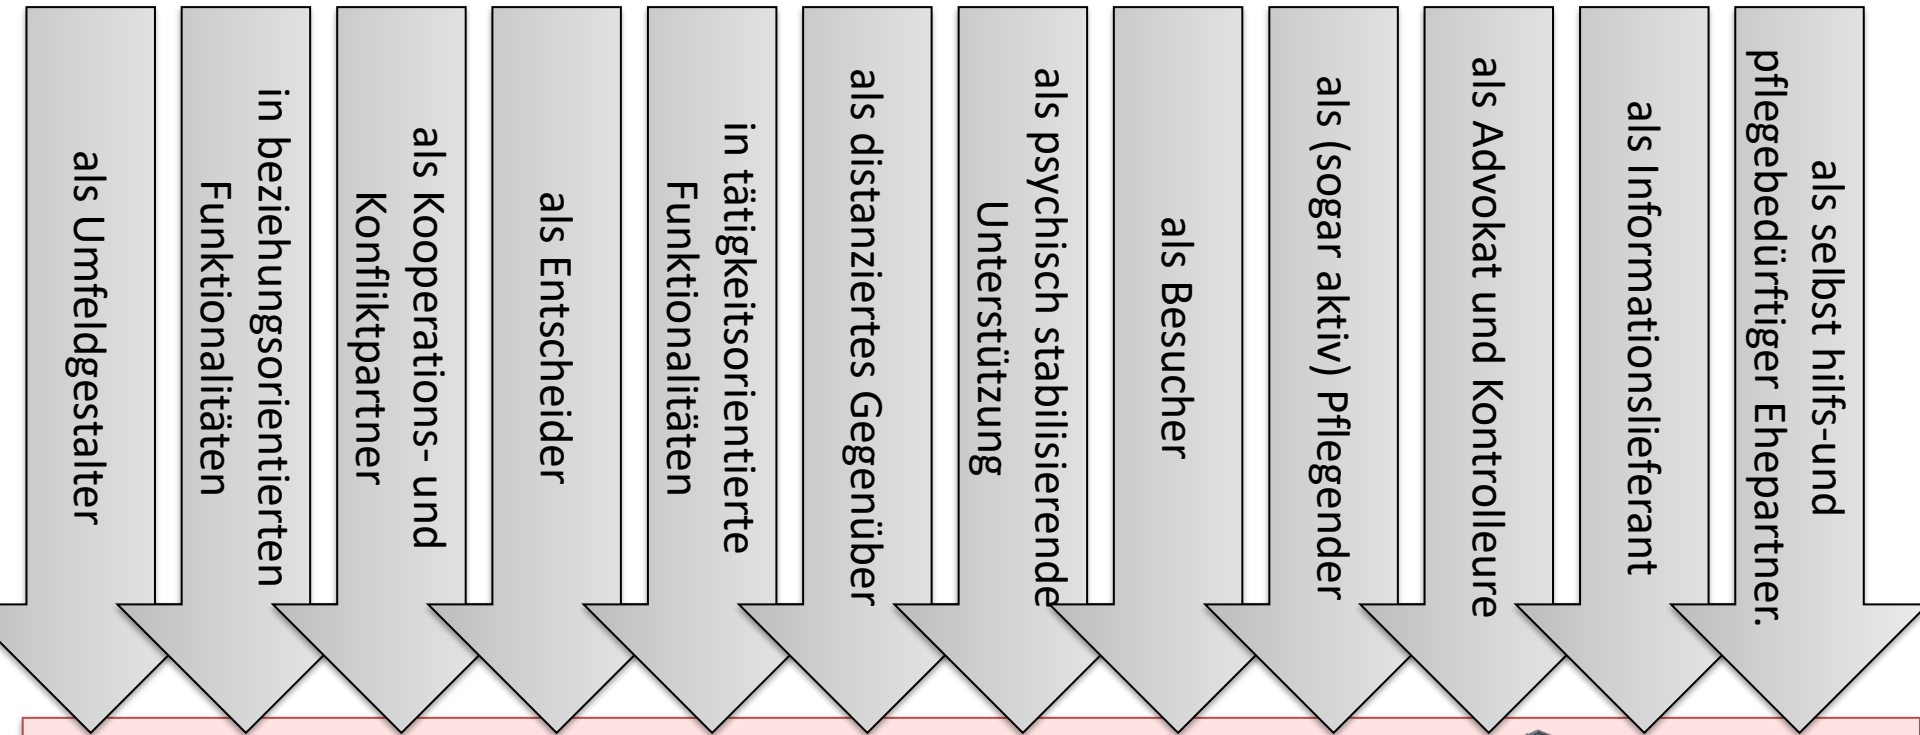 als Umfeldgestalter
in beziehungsorientierten
Funktionalitäten
als Kooperations- und
Konfliktpartner
als Entscheider
in tätigkeitsorientierte
Funktionalitäten
als distanziertes Gegenüber
als psychisch stabilisierende
Unterstützung
als Besucher
als (sogar aktiv) Pflegender
als Advokat und Kontrolleure
als Informationslieferant
als selbst hilfs-und
pflegebedürftiger Ehepartner.